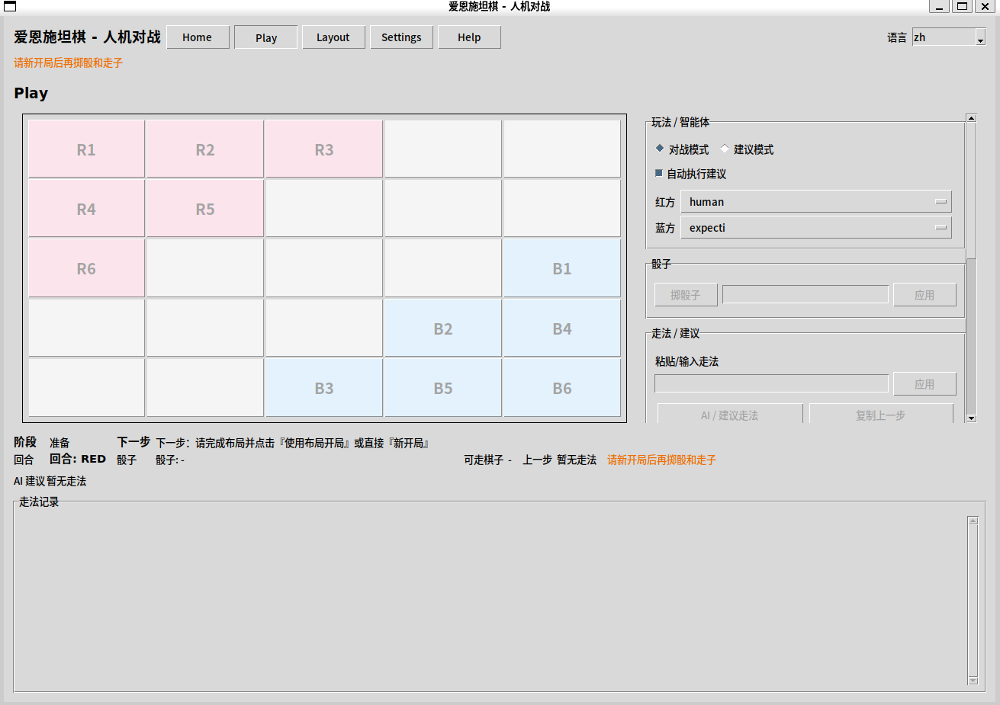 爱恩施坦棋 - 人机对战
爱恩施坦棋 - 人机对战 Home Play Layout Settings Help 语言 zh
请新开局后再掷骰和走子
Play
R1 R2 R3
R4 R5
R6 B1
B2 B4
B3 B5 B6
玩法 / 智能体
对战模式 建议模式
自动执行建议
红方 human
蓝方 expecti
骰子
掷骰子 应用
走法 / 建议
粘贴/输入走法
应用
AI / 建议走法 复制上一步
阶段 准备 下一步 下一步：请完成布局并点击『使用布局开局』或直接『新开局』
回合 回合: RED 骰子 骰子: - 可走棋子 - 上一步 暂无走法 请新开局后再掷骰和走子
AI 建议 暂无走法
走法记录